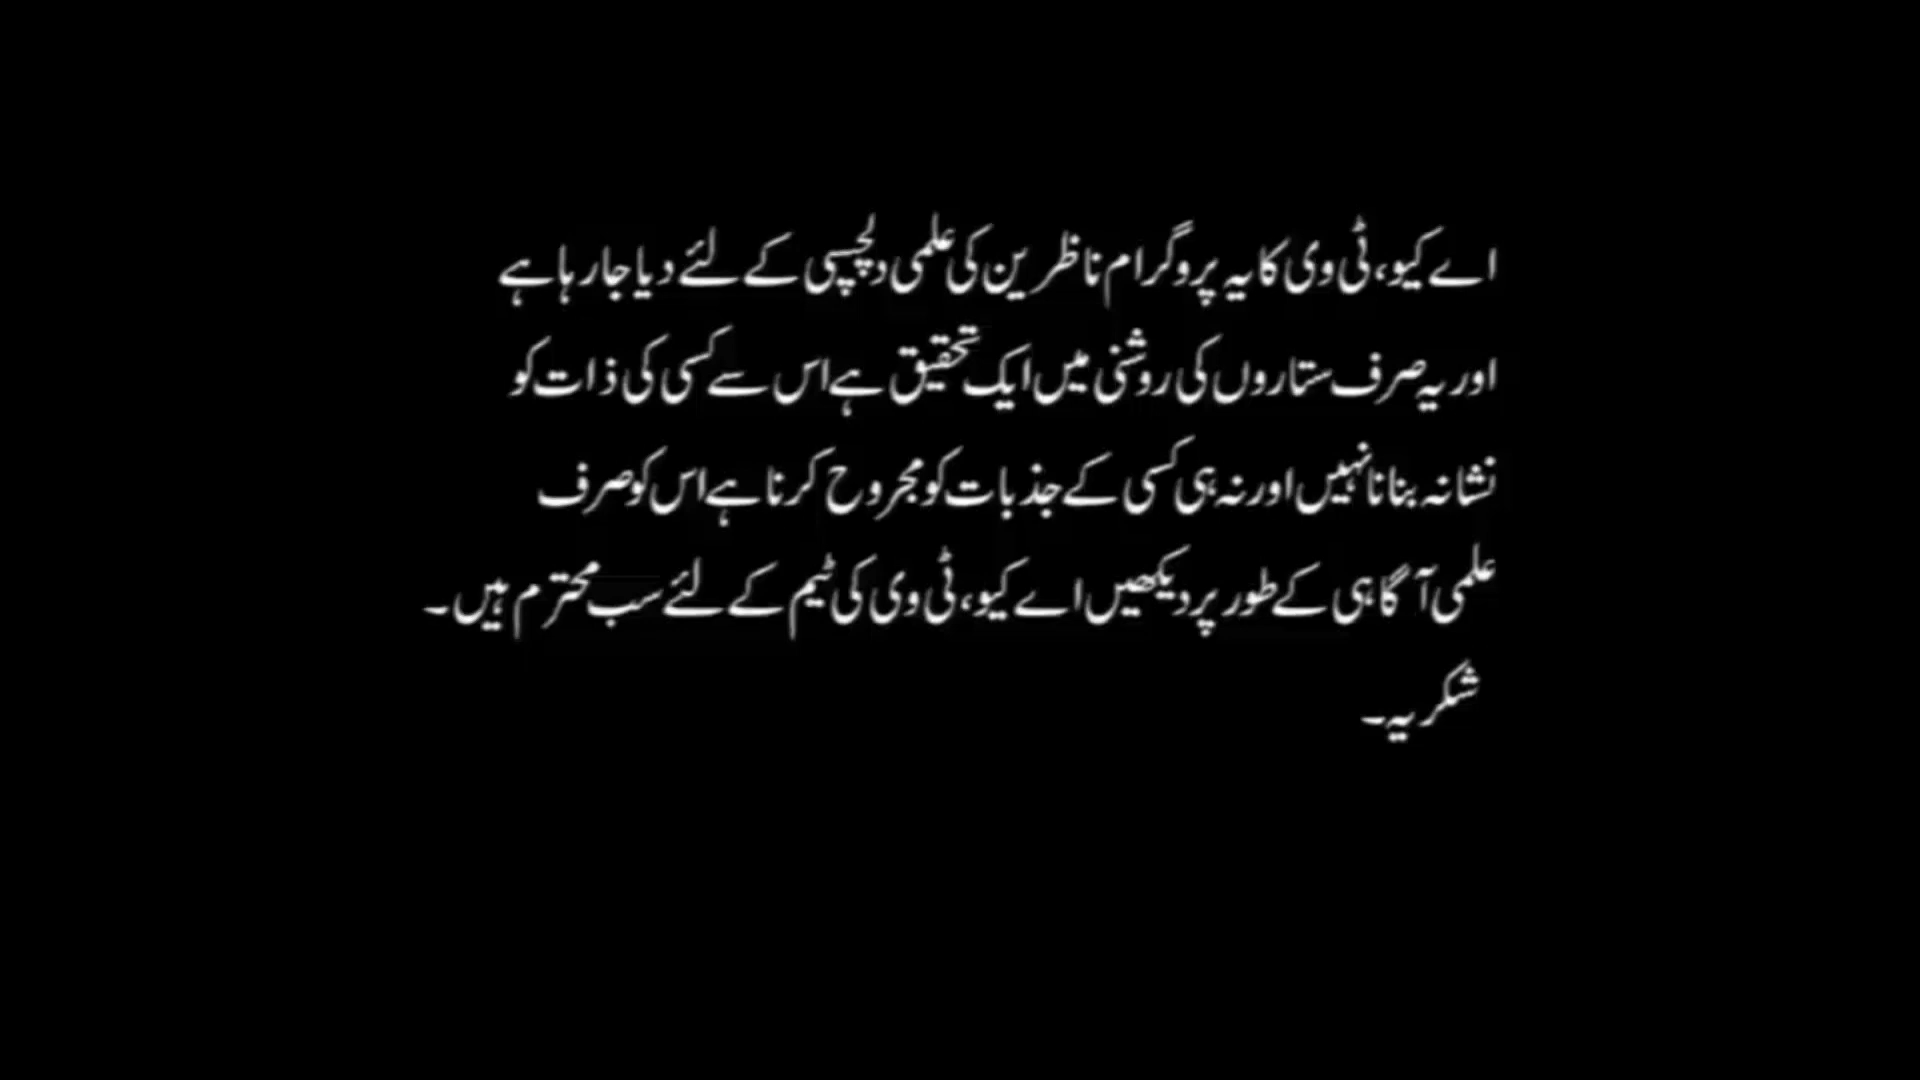 اے کیو، ٹی وی کا یہ پروگرام ناظرین کی علمی دلچسپی کے لئے دیا جا رہا ہے
اور یہ صرف ستاروں کی روشنی میں ایک تحقیق ہے اس سے کسی کی ذات کو
نشانہ بنانا نہیں اور نہ ہی کسی کے جذبات کو مجروح کرنا ہے اس کو صرف
علمی آگاہی کے طور پر دیکھیں اے کیو، ٹی وی کی ٹیم کے لئے سب محترم ہیں۔
شکریہ۔